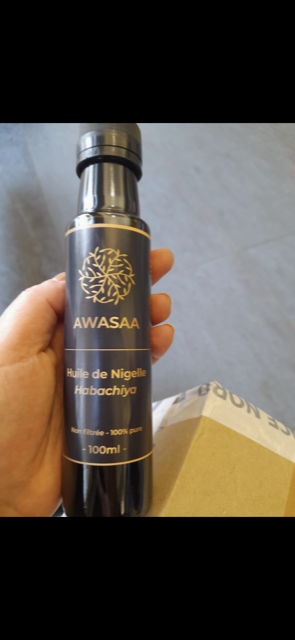 AWASAA
Huile de Nigelle
Habachiya
Non filtrée - 100% pure
- 100ml -